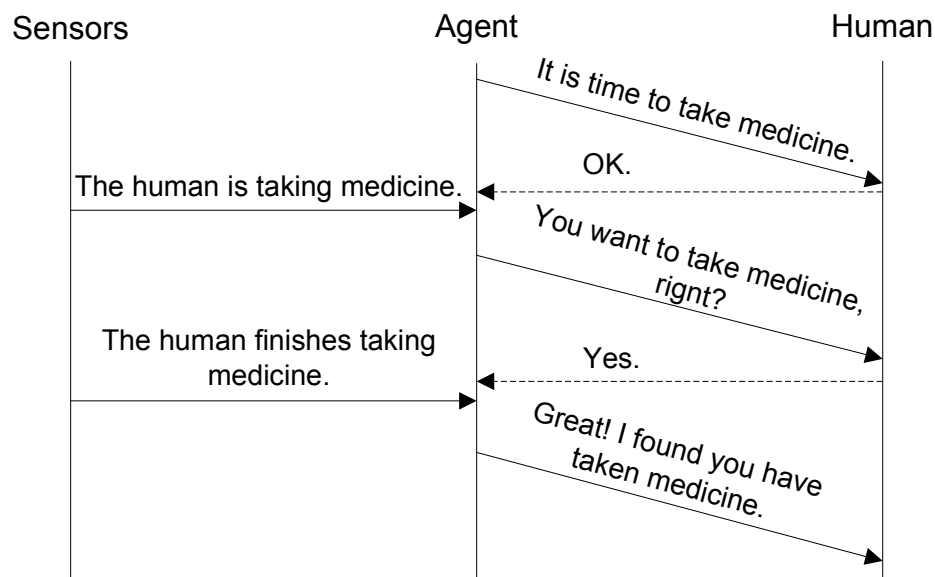 Sensors
Agent
Human
It is time to take medicine.
OK.
The human is taking medicine.
You want to take medicine,
rignt?
The human finishes taking
medicine.
Yes.
Great! I found you have
taken medicine.